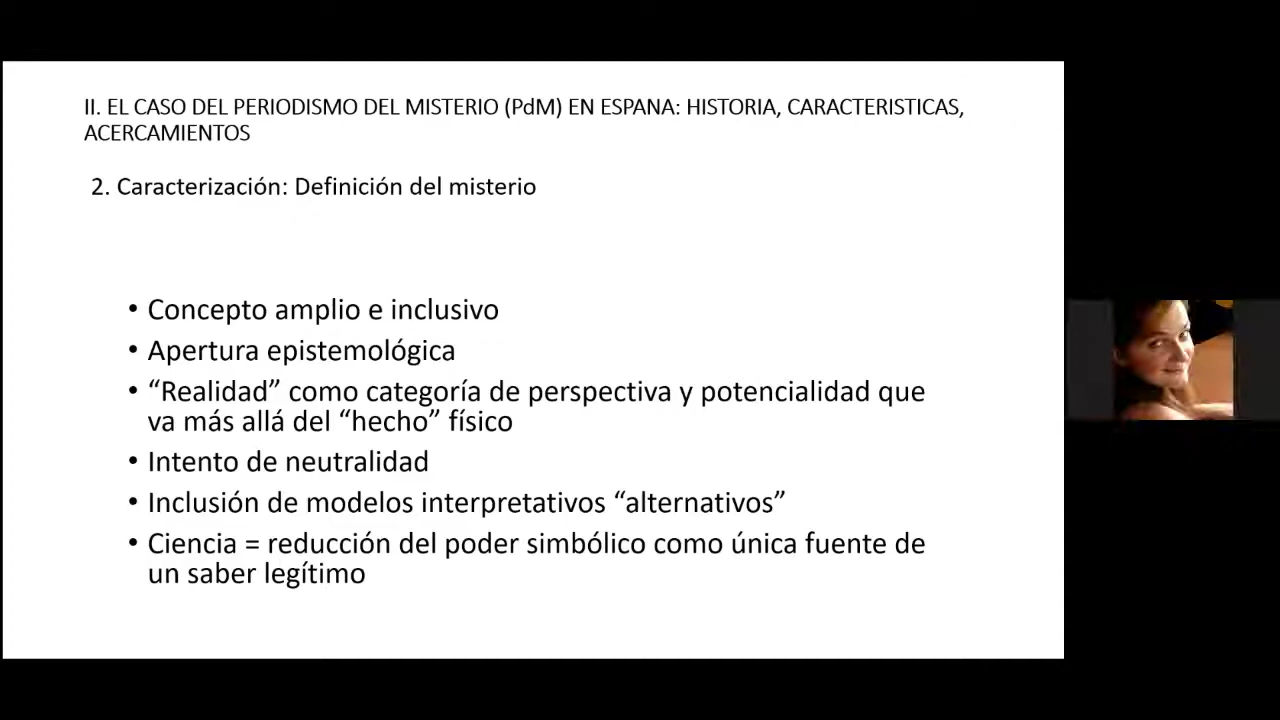 II. EL CASO DEL PERIODISMO DEL MISTERIO (PdM) EN ESPANA: HISTORIA, CARACTERISTICAS,
ACERCAMIENTOS
2. Caracterización: Definición del misterio
• Concepto amplio e inclusivo
• Apertura epistemológica
• “Realidad” como categoría de perspectiva y potencialidad que
va más allá del “hecho” físico
• Intento de neutralidad
• Inclusión de modelos interpretativos “alternativos”
• Ciencia = reducción del poder simbólico como única fuente de
un saber legítimo